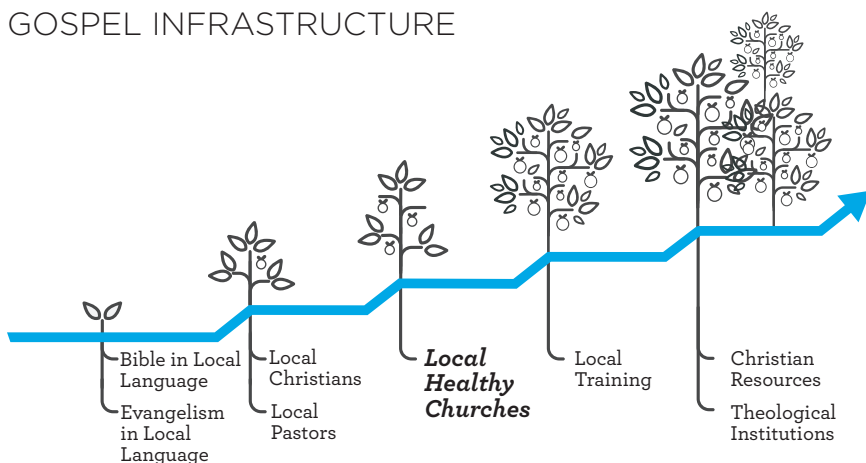 GOSPEL INFRASTRUCTURE
Bible in Local
Language
Evangelism
in Local
Language
Local
Christians
Local
Pastors
Local
Healthy
Churches
Local
Training
Christian
Resources
Theological
Institutions